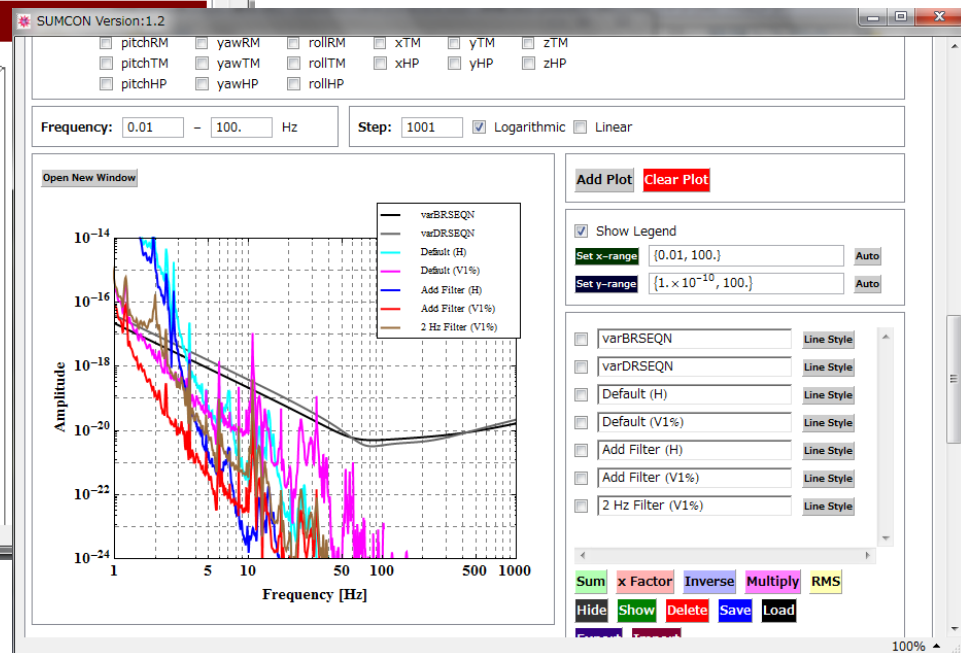 SUMCON Version:1.2
pitchRM yawRM rollRM xTM yTM zTM
pitchTM yawTM rollTM xHP yHP zHP
pitchHP yawHP rollHP
Frequency: 0.01 – 100. Hz
Step: 1001 Logarithmic Linear
Open New Window
varBRSEQN
varDRSEQN
Default (H)
Default (V1%)
Add Filter (H)
Add Filter (V1%)
2 Hz Filter (V1%)
10⁻¹⁴
10⁻¹⁶
10⁻¹⁸
10⁻²⁰
10⁻²²
10⁻²⁴
Amplitude
1 5 10 50 100 500 1000
Frequency [Hz]
Add Plot Clear Plot
Show Legend
Set x-range {0.01, 100.} Auto
Set y-range {1. × 10⁻¹⁰, 100.} Auto
varBRSEQN Line Style
varDRSEQN Line Style
Default (H) Line Style
Default (V1%) Line Style
Add Filter (H) Line Style
Add Filter (V1%) Line Style
2 Hz Filter (V1%) Line Style
Sum x Factor Inverse Multiply RMS
Hide Show Delete Save Load
Export Import
100%